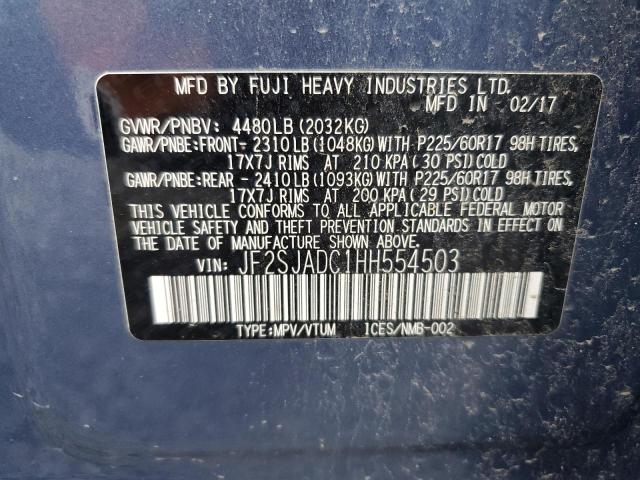 MFD BY FUJI HEAVY INDUSTRIES LTD.
MFD IN 02/17
GVWR/PNBV: 4480LB (2032KG)
GAWR/PNBE:FRONT- 2310LB (1048KG) WITH P225/60R17 98H TIRES,
17X7J RIMS AT 210 KPA (30 PSI) COLD
GAWR/PNBE:REAR - 2410LB (1093KG) WITH P225/60R17 98H TIRES,
17X7J RIMS AT 200 KPA (29 PSI) COLD
THIS VEHICLE CONFORMS TO ALL APPLICABLE FEDERAL MOTOR
VEHICLE SAFETY AND THEFT PREVENTION STANDARDS IN EFFECT
ON THE DATE OF MANUFACTURE SHOWN ABOVE.
VIN: JF2SJADC1HH554503
TYPE:MPV/VTUM ICES/NMB-002